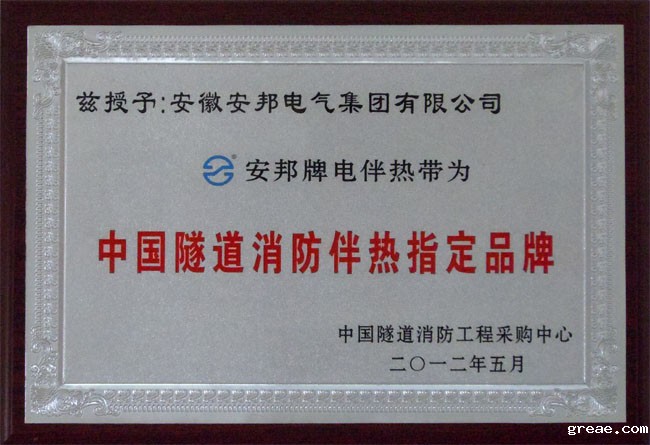 兹授予:安徽安邦电气集团有限公司
安邦牌电伴热带为
中国隧道消防伴热指定品牌
中国隧道消防工程采购中心
二〇一二年五月
greae.com